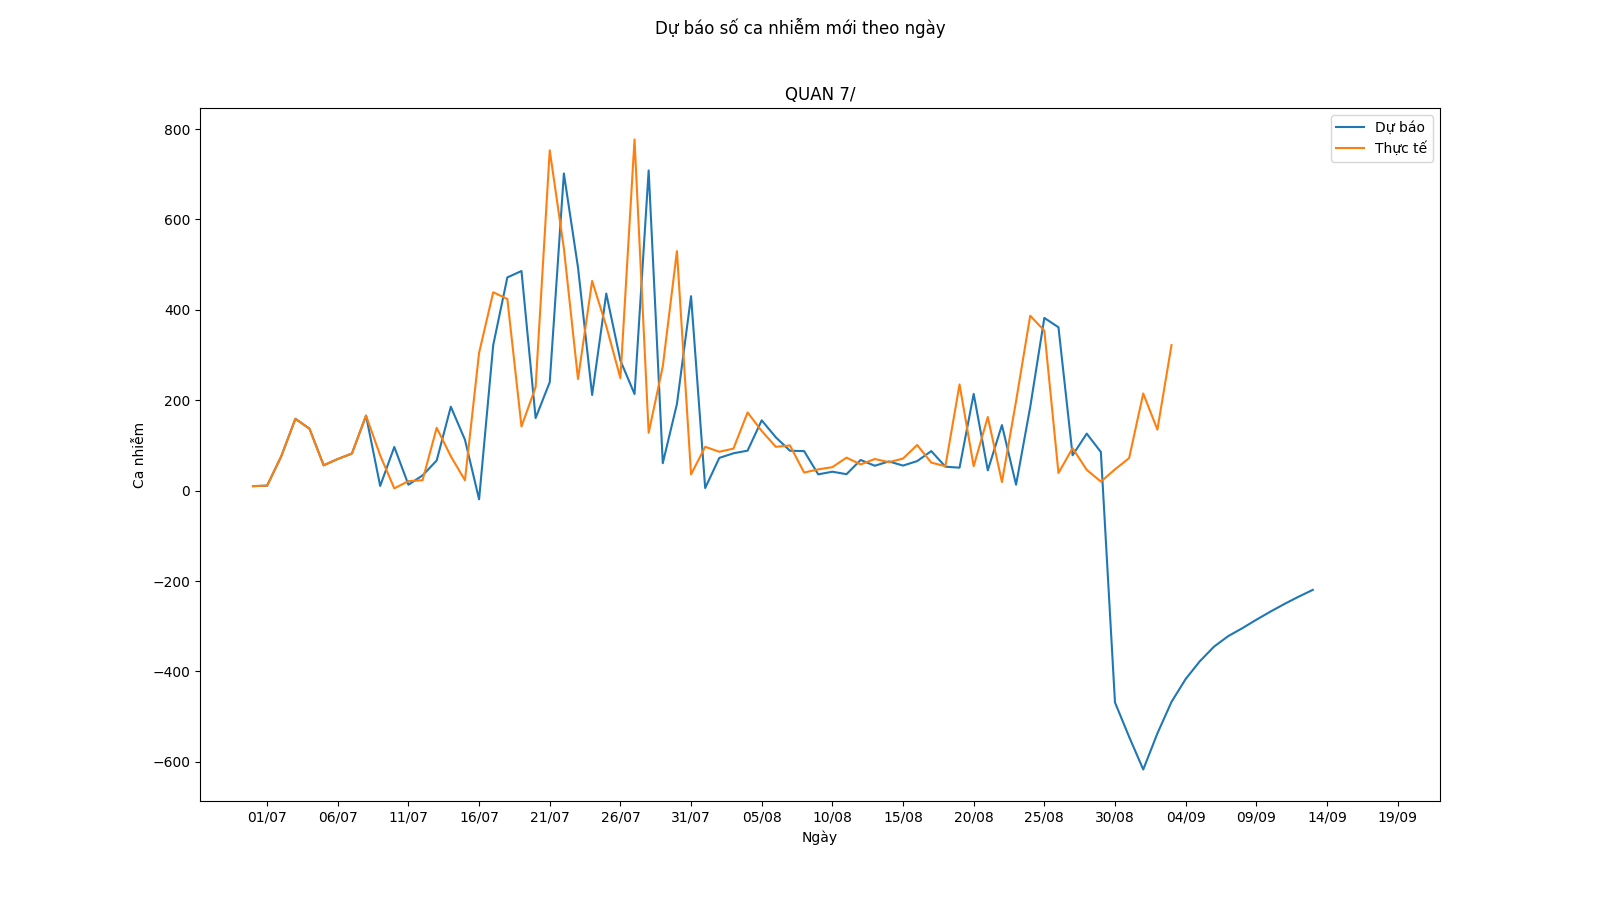 Dự báo số ca nhiễm mới theo ngày
QUAN 7/
Dự báo
Thực tế
800
600
400
200
0
−200
−400
−600
Ca nhiễm
01/07 06/07 11/07 16/07 21/07 26/07 31/07 05/08 10/08 15/08 20/08 25/08 30/08 04/09 09/09 14/09 19/09
Ngày